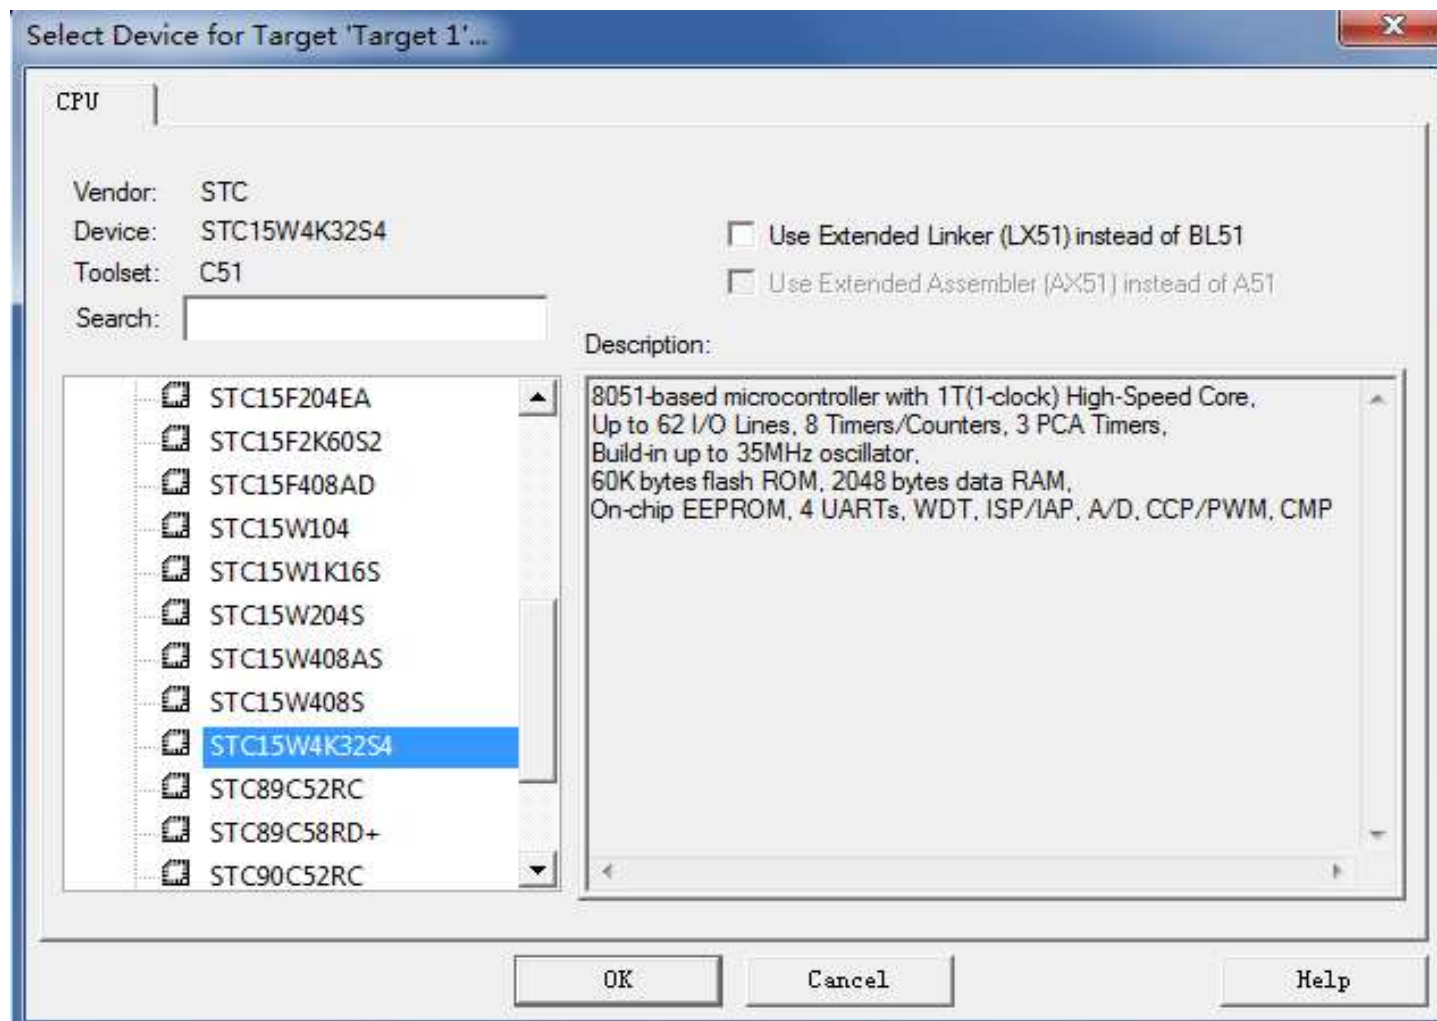 Select Device for Target 'Target 1'...
CPU
Vendor: STC
Device: STC15W4K32S4
Toolset: C51
Search:
Use Extended Linker (LX51) instead of BL51
Use Extended Assembler (AX51) instead of A51
Description:
STC15F204EA
STC15F2K60S2
STC15F408AD
STC15W104
STC15W1K16S
STC15W204S
STC15W408AS
STC15W408S
STC15W4K32S4
STC89C52RC
STC89C58RD+
STC90C52RC
8051-based microcontroller with 1T(1-clock) High-Speed Core,
Up to 62 I/O Lines, 8 Timers/Counters, 3 PCA Timers,
Build-in up to 35MHz oscillator,
60K bytes flash ROM, 2048 bytes data RAM,
On-chip EEPROM, 4 UARTs, WDT, ISP/IAP, A/D, CCP/PWM, CMP
OK
Cancel
Help